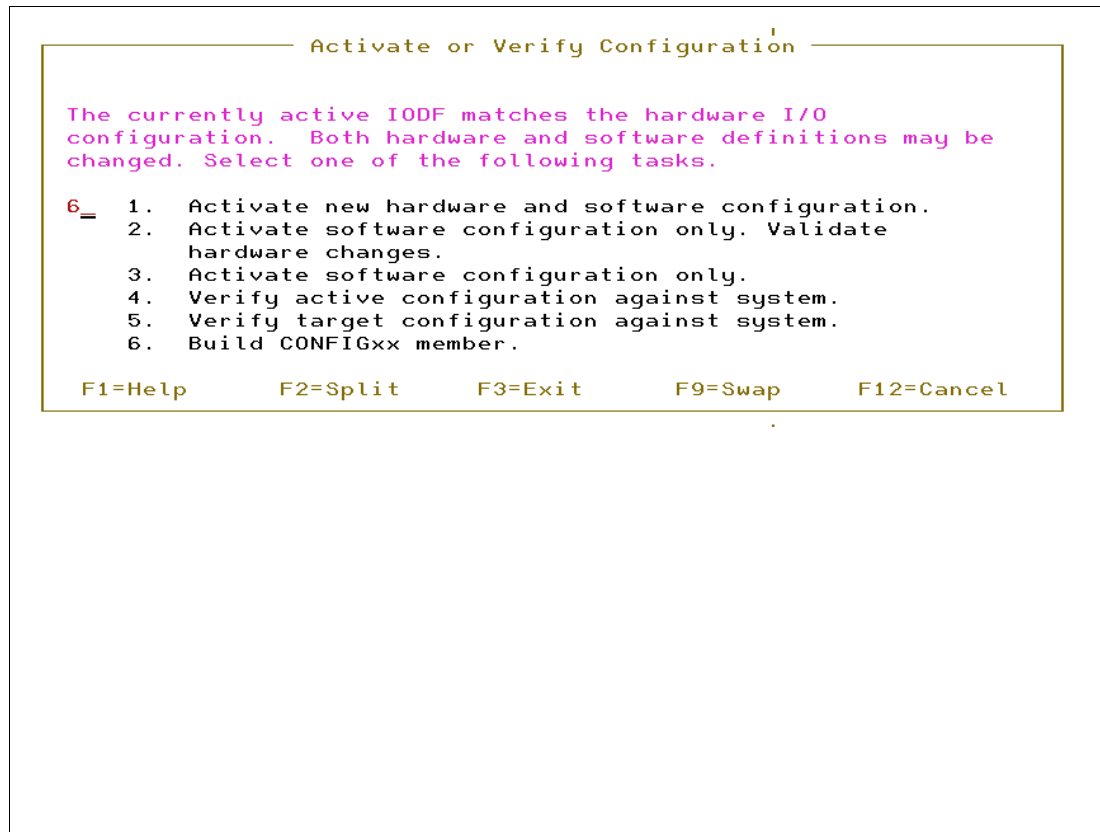 Activate or Verify Configuration
The currently active IODF matches the hardware I/O
configuration.  Both hardware and software definitions may be
changed. Select one of the following tasks.
6_  1.  Activate new hardware and software configuration.
2.  Activate software configuration only. Validate
hardware changes.
3.  Activate software configuration only.
4.  Verify active configuration against system.
5.  Verify target configuration against system.
6.  Build CONFIGxx member.
F1=Help      F2=Split     F3=Exit      F9=Swap     F12=Cancel